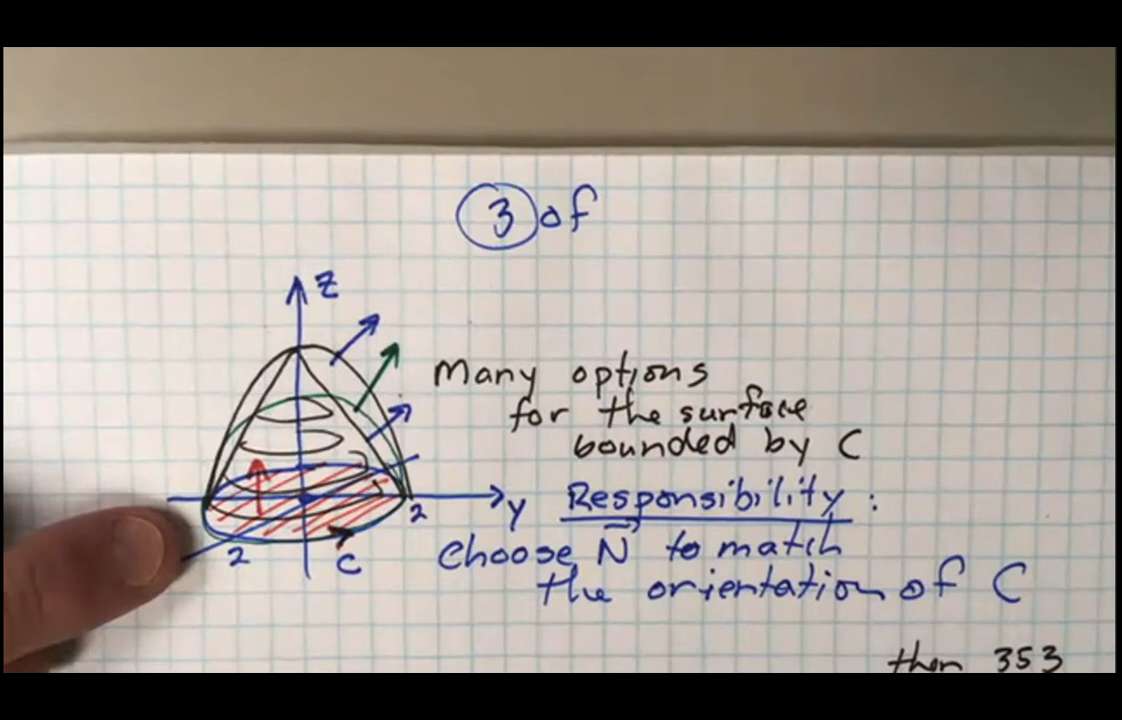 3 of
Z
Many options
for the surface
bounded by C
y
2
2
C
Responsibility:
Choose N to match
the orientation of C
then 353